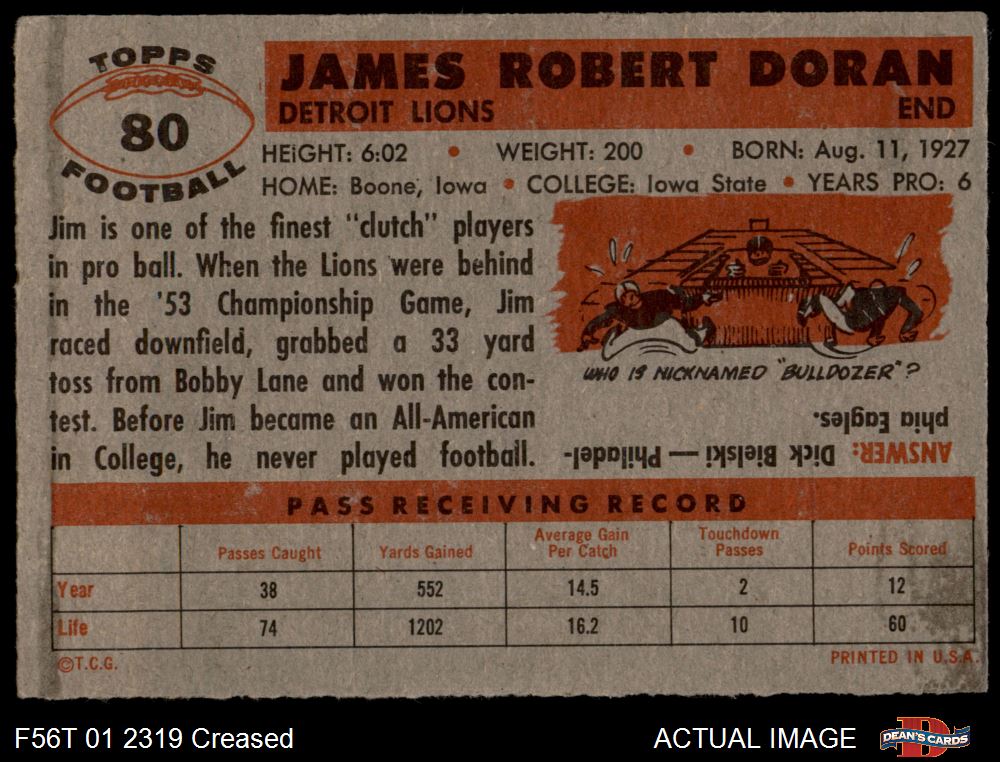 TOPPS
80
FOOTBALL
JAMES ROBERT DORAN
DETROIT LIONS END
HEIGHT: 6:02 • WEIGHT: 200 • BORN: Aug. 11, 1927
HOME: Boone, Iowa • COLLEGE: Iowa State • YEARS PRO: 6
Jim is one of the finest "clutch" players
in pro ball. When the Lions were behind
in the '53 Championship Game, Jim
raced downfield, grabbed a 33 yard
toss from Bobby Lane and won the con-
test. Before Jim became an All-American
in College, he never played football.
WHO IS NICKNAMED "BULLDOZER"?
ANSWER: Dick Bielski — Philadel-
phia Eagles.
PASS RECEIVING RECORD
Passes Caught Yards Gained Average Gain Per Catch Touchdown Passes Points Scored
Year 38 552 14.5 2 12
Life 74 1202 16.2 10 60
©T.C.G. PRINTED IN U.S.A.
F56T 01 2319 Creased ACTUAL IMAGE DEAN'S CARDS